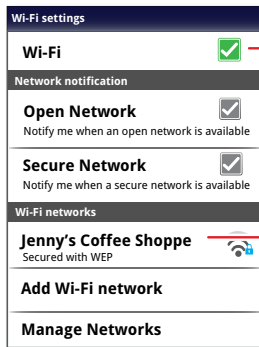 Wi-Fi settings
Wi-Fi
Network notification
Open Network
Notify me when an open network is available
Secure Network
Notify me when a secure network is available
Wi-Fi networks
Jenny's Coffee Shoppe
Secured with WEP
Add Wi-Fi network
Manage Networks